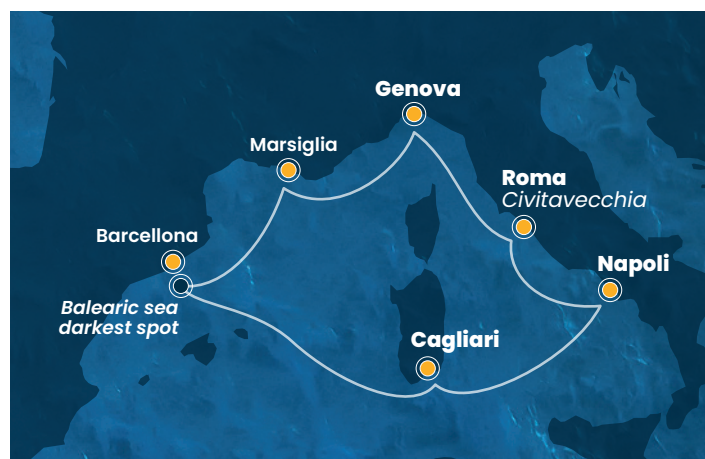 Genova
Marsiglia
Roma
Civitavecchia
Barcellona
Napoli
Balearic sea
darkest spot
Cagliari